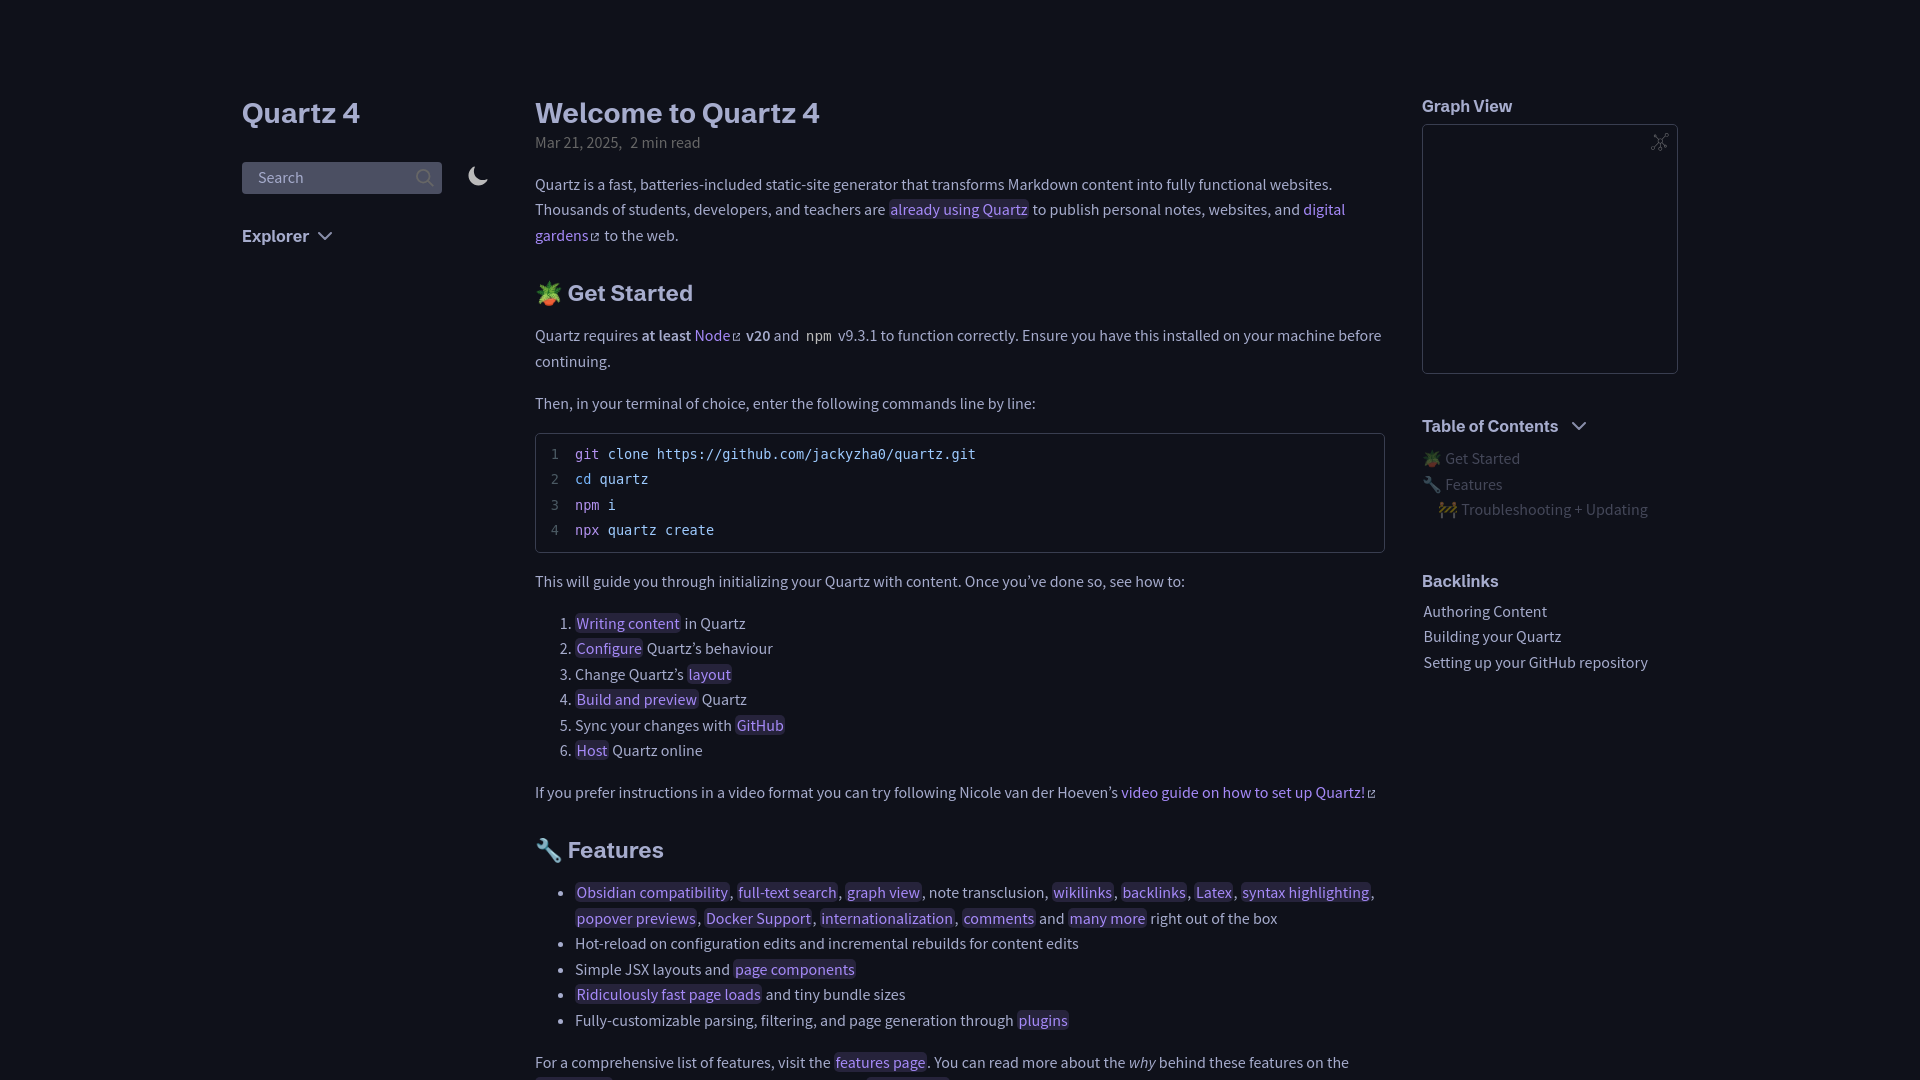 Quartz 4
Search
Explorer
Welcome to Quartz 4
Mar 21, 2025, 2 min read
Quartz is a fast, batteries-included static-site generator that transforms Markdown content into fully functional websites.
Thousands of students, developers, and teachers are already using Quartz to publish personal notes, websites, and digital
gardens to the web.
🪴 Get Started
Quartz requires at least Node v20 and npm v9.3.1 to function correctly. Ensure you have this installed on your machine before
continuing.
Then, in your terminal of choice, enter the following commands line by line:
1 git clone https://github.com/jackyzha0/quartz.git
2 cd quartz
3 npm i
4 npx quartz create
This will guide you through initializing your Quartz with content. Once you’ve done so, see how to:
1. Writing content in Quartz
2. Configure Quartz’s behaviour
3. Change Quartz’s layout
4. Build and preview Quartz
5. Sync your changes with GitHub
6. Host Quartz online
If you prefer instructions in a video format you can try following Nicole van der Hoeven’s video guide on how to set up Quartz!
🔧 Features
• Obsidian compatibility, full-text search, graph view, note transclusion, wikilinks, backlinks, Latex, syntax highlighting,
popover previews, Docker Support, internationalization, comments and many more right out of the box
• Hot-reload on configuration edits and incremental rebuilds for content edits
• Simple JSX layouts and page components
• Ridiculously fast page loads and tiny bundle sizes
• Fully-customizable parsing, filtering, and page generation through plugins
For a comprehensive list of features, visit the features page. You can read more about the why behind these features on the
Graph View
Table of Contents
🪴 Get Started
🔧 Features
🚧 Troubleshooting + Updating
Backlinks
Authoring Content
Building your Quartz
Setting up your GitHub repository